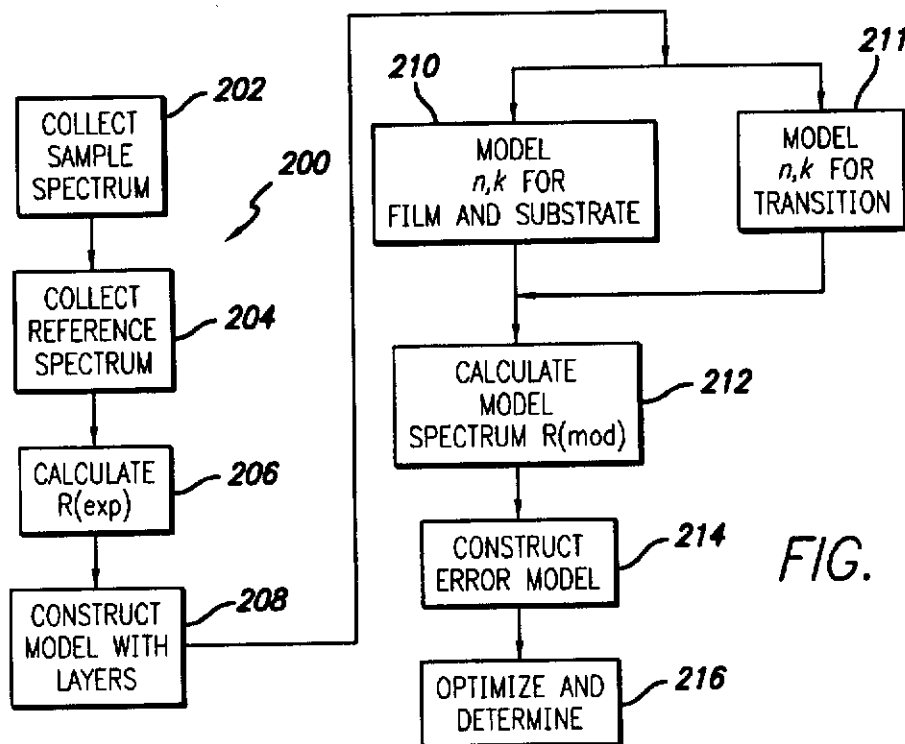 202
COLLECT
SAMPLE
SPECTRUM
200
COLLECT
REFERENCE
SPECTRUM
204
CALCULATE
R(exp)
206
CONSTRUCT
MODEL WITH
LAYERS
208
210
MODEL
n,k FOR
FILM AND SUBSTRATE
211
MODEL
n,k FOR
TRANSITION
CALCULATE
MODEL
SPECTRUM R(mod)
212
CONSTRUCT
ERROR MODEL
214
OPTIMIZE AND
DETERMINE
216
FIG.